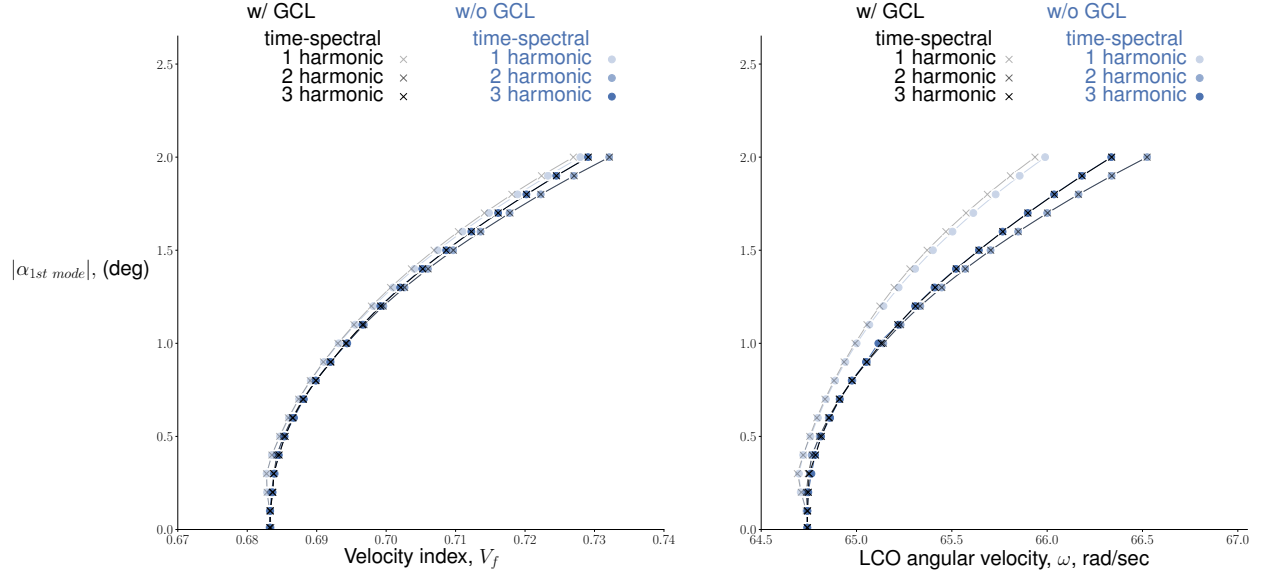 w/ GCL w/o GCL
time-spectral time-spectral
1 harmonic 1 harmonic
2 harmonic 2 harmonic
3 harmonic 3 harmonic
2.5
2.0
1.5
|α1st mode|, (deg)
1.0
0.5
0.0
0.67 0.68 0.69 0.70 0.71 0.72 0.73 0.74
Velocity index, Vf
w/ GCL w/o GCL
time-spectral time-spectral
1 harmonic 1 harmonic
2 harmonic 2 harmonic
3 harmonic 3 harmonic
2.5
2.0
1.5
1.0
0.5
0.0
64.5 65.0 65.5 66.0 66.5 67.0
LCO angular velocity, ω, rad/sec